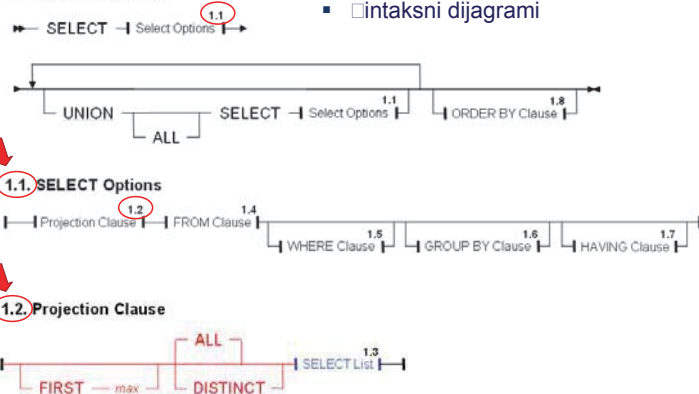 ▪ □intaksni dijagrami
SELECT Select Options 1.1
UNION ALL SELECT Select Options 1.1 ORDER BY Clause 1.8
1.1. SELECT Options
Projection Clause 1.2 FROM Clause 1.4 WHERE Clause 1.5 GROUP BY Clause 1.6 HAVING Clause 1.7
1.2. Projection Clause
FIRST max ALL DISTINCT SELECT List 1.3